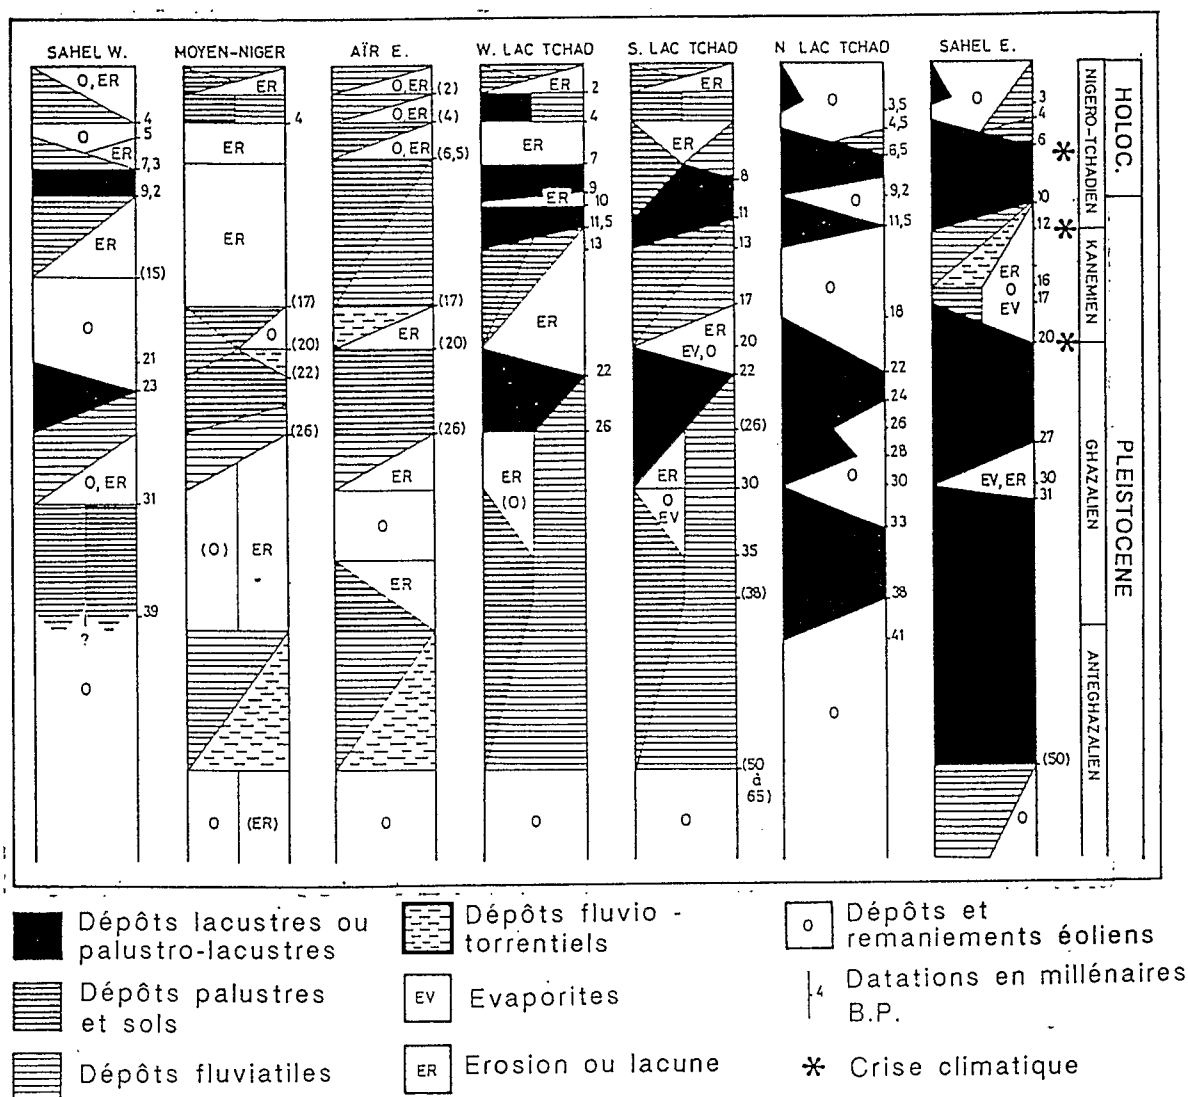 SAHEL W.
MOYEN-NIGER
AÏR E.
W. LAC TCHAD
S. LAC TCHAD
N LAC TCHAD
SAHEL E.
O, ER
4
5
O
ER
7,3
9,2
ER
(15)
O
21
23
O, ER
31
39
?
O
ER
4
ER
ER
(17)
O
(20)
(22)
(26)
(O)
ER
O
(ER)
O, ER
(2)
O, ER
(4)
O, ER
(6,5)
(17)
ER
(20)
(26)
ER
O
ER
O
ER
2
4
ER
7
9
ER
10
11,5
13
ER
22
26
ER
(O)
O
ER
ER
8
11
13
17
ER
20
EV, O
22
(26)
ER
30
O
EV
35
(38)
(50
à
65)
O
O
3,5
4,5
6,5
9,2
O
11,5
O
18
22
24
26
28
O
30
33
38
41
O
O
3
4
6
10
12
ER
16
O
17
EV
20
27
EV, ER
30
31
(50)
O
NIGERO-TCHADIEN
KANEMIEN
GHAZALIEN
ANTEGHAZALIEN
HOLOC.
PLEISTOCENE
Dépôts lacustres ou
palustro-lacustres
Dépôts palustres
et sols
Dépôts fluviatiles
Dépôts fluvio -
torrentiels
EV
Evaporites
ER
Erosion ou lacune
O
Dépôts et
remaniements éoliens
4
Datations en millénaires
B.P.
* Crise climatique